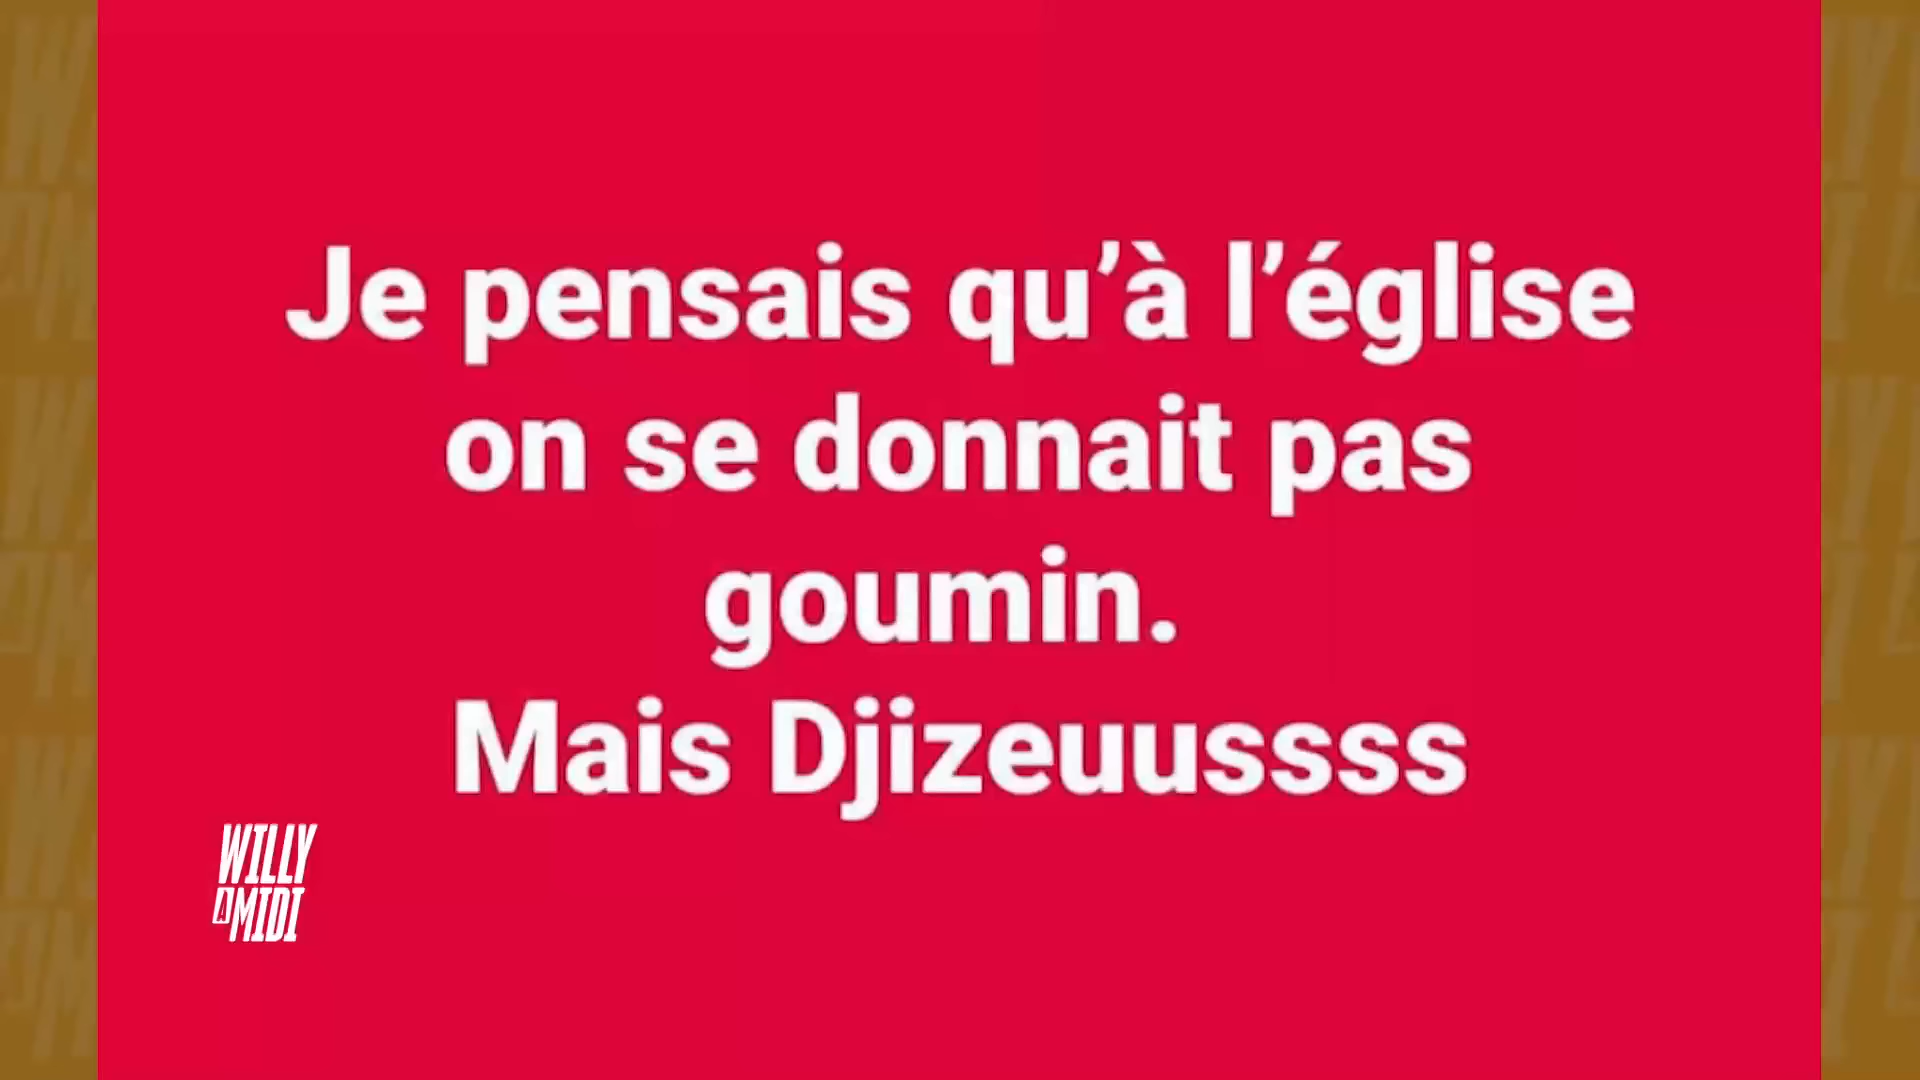 Je pensais qu’à l’église
on se donnait pas
goumin.
Mais Djizeuussss
WILLY
A MIDI